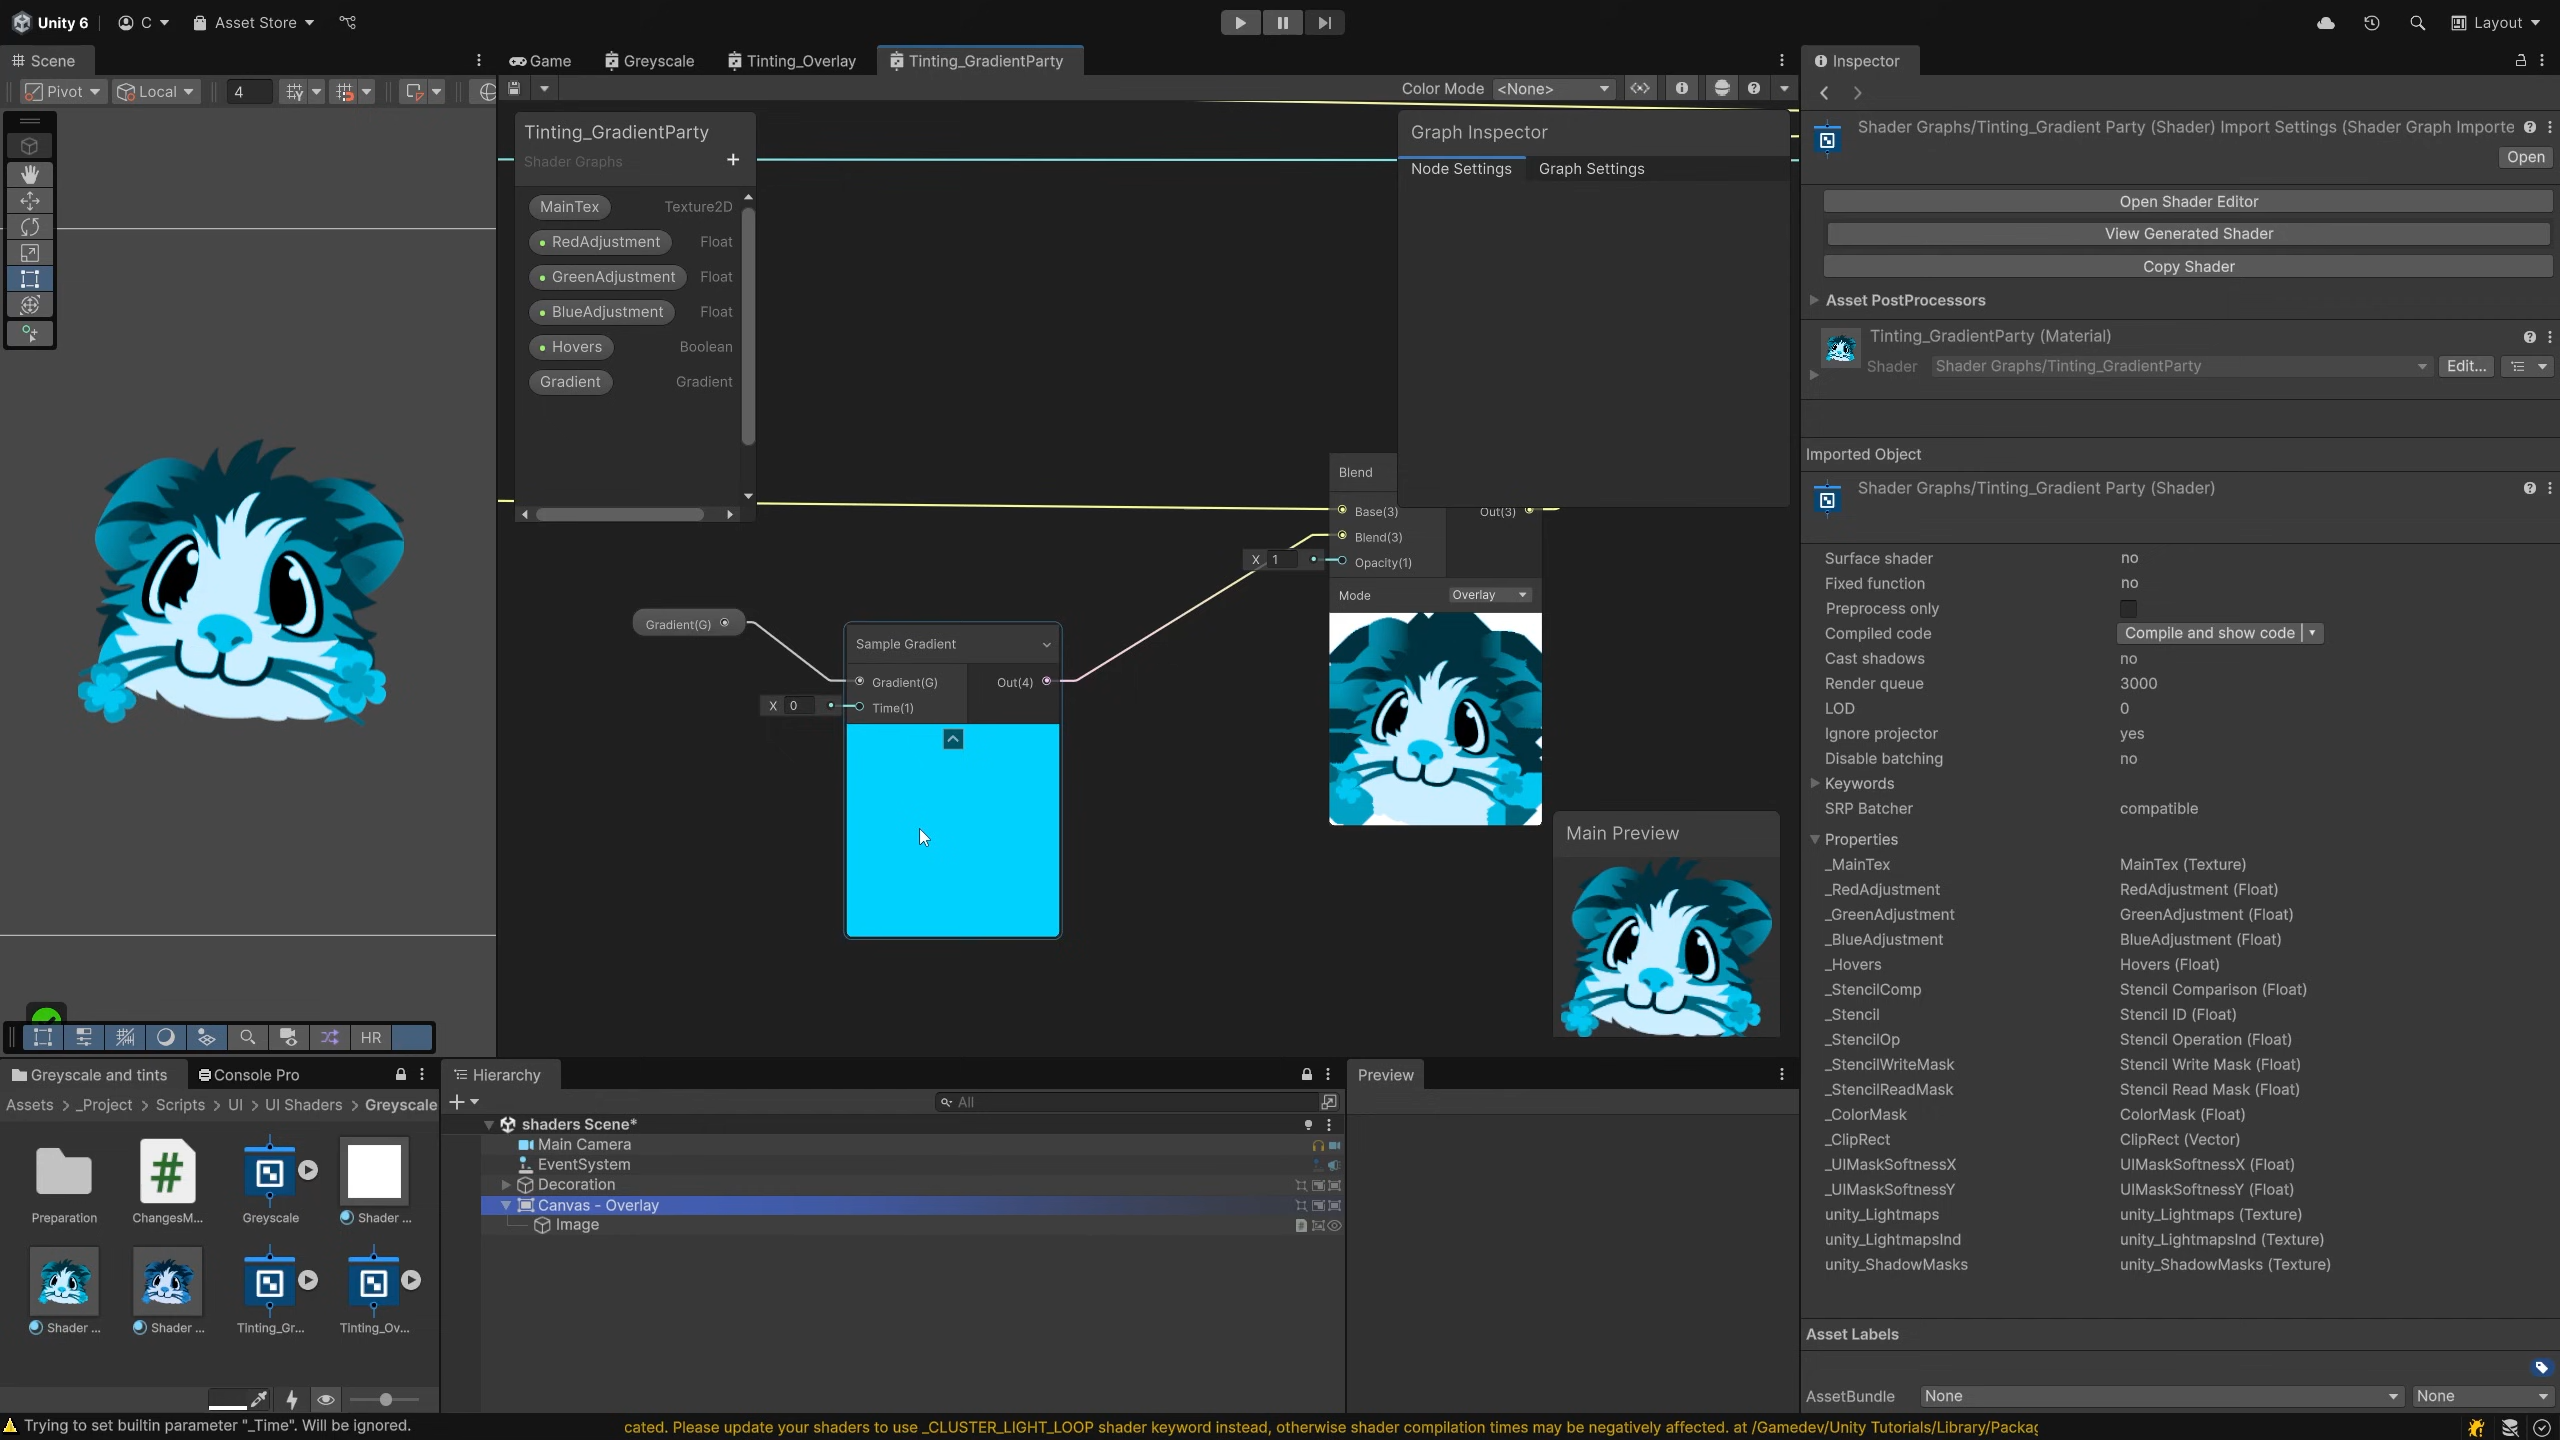 Unity 6
C
Asset Store
Layout
Scene
Game
Greyscale
Tinting_Overlay
Tinting_GradientParty
Inspector
Pivot
Local
4
Color Mode
<None>
Tinting_GradientParty
Shader Graphs
MainTex Texture2D
RedAdjustment Float
GreenAdjustment Float
BlueAdjustment Float
Hovers Boolean
Gradient Gradient
Graph Inspector
Node Settings
Graph Settings
Blend
Base(3)
Out(3)
Blend(3)
X 1
Opacity(1)
Mode
Overlay
Gradient(G)
Sample Gradient
Gradient(G)
Out(4)
X 0
Time(1)
Main Preview
Shader Graphs/Tinting_Gradient Party (Shader) Import Settings (Shader Graph Importe
Open
Open Shader Editor
View Generated Shader
Copy Shader
Asset PostProcessors
Tinting_GradientParty (Material)
Shader Shader Graphs/Tinting_GradientParty
Edit...
Imported Object
Shader Graphs/Tinting_Gradient Party (Shader)
Surface shader no
Fixed function no
Preprocess only
Compiled code Compile and show code
Cast shadows no
Render queue 3000
LOD 0
Ignore projector yes
Disable batching no
Keywords
SRP Batcher compatible
Properties
_MainTex MainTex (Texture)
_RedAdjustment RedAdjustment (Float)
_GreenAdjustment GreenAdjustment (Float)
_BlueAdjustment BlueAdjustment (Float)
_Hovers Hovers (Float)
_StencilComp Stencil Comparison (Float)
_Stencil Stencil ID (Float)
_StencilOp Stencil Operation (Float)
_StencilWriteMask Stencil Write Mask (Float)
_StencilReadMask Stencil Read Mask (Float)
_ColorMask ColorMask (Float)
_ClipRect ClipRect (Vector)
_UIMaskSoftnessX UIMaskSoftnessX (Float)
_UIMaskSoftnessY UIMaskSoftnessY (Float)
unity_Lightmaps unity_Lightmaps (Texture)
unity_LightmapsInd unity_LightmapsInd (Texture)
unity_ShadowMasks unity_ShadowMasks (Texture)
Asset Labels
AssetBundle None None
HR
Greyscale and tints
Console Pro
Assets > _Project > Scripts > UI > UI Shaders > Greyscale
Preparation
ChangesM...
Greyscale
Shader ...
Shader ...
Shader ...
Tinting_Gr...
Tinting_Ov...
Hierarchy
All
shaders Scene*
Main Camera
EventSystem
Decoration
Canvas - Overlay
Image
Preview
Trying to set builtin parameter "_Time". Will be ignored.
cated. Please update your shaders to use _CLUSTER_LIGHT_LOOP shader keyword instead, otherwise shader compilation times may be negatively affected. at /Gamedev/Unity Tutorials/Library/Packag